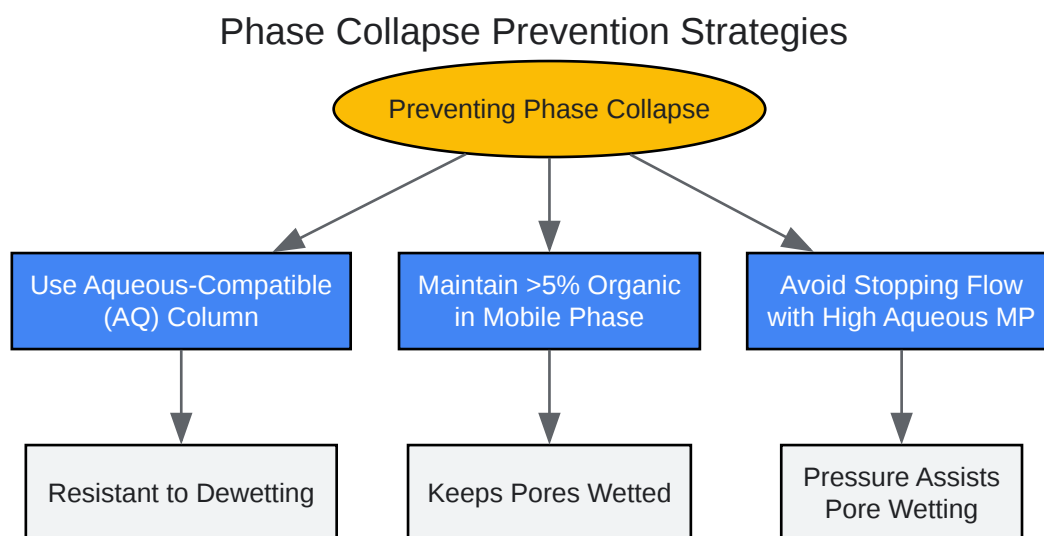 Phase Collapse Prevention Strategies
Preventing Phase Collapse
Use Aqueous-Compatible
(AQ) Column
Maintain >5% Organic
in Mobile Phase
Avoid Stopping Flow
with High Aqueous MP
Resistant to Dewetting
Keeps Pores Wetted
Pressure Assists
Pore Wetting